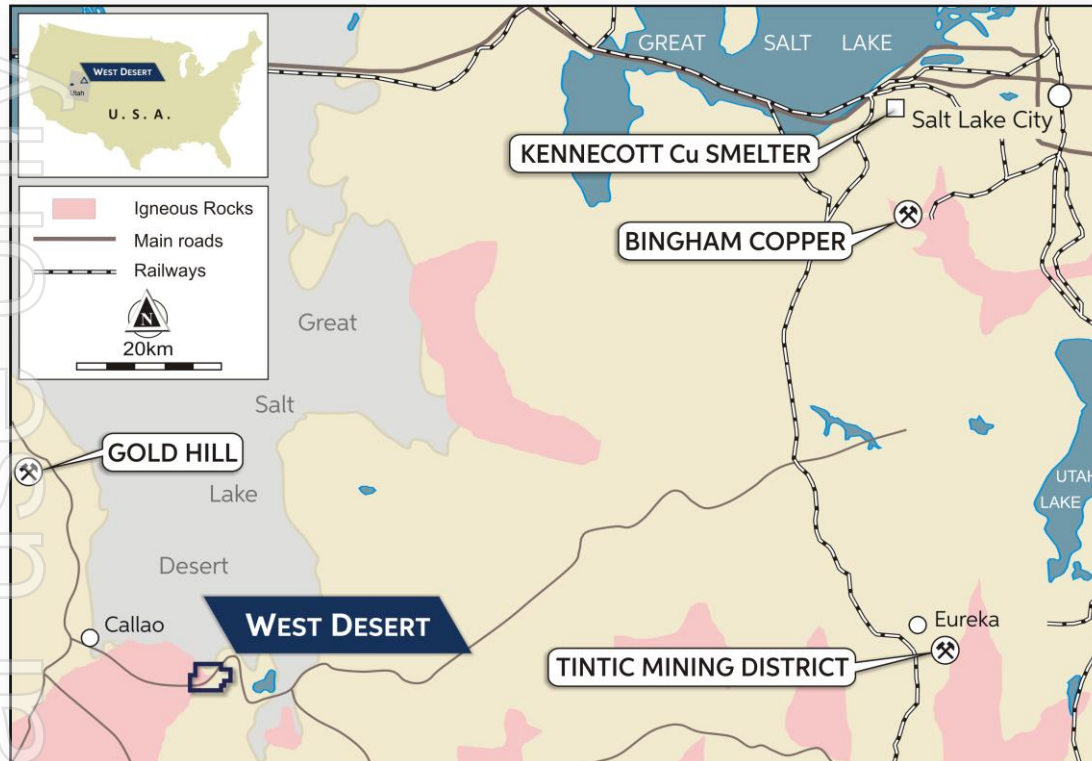 WEST DESERT
Utah
U. S. A.
Igneous Rocks
Main roads
Railways
N
20km
GREAT SALT LAKE
Salt Lake City
KENNECOTT Cu SMELTER
BINGHAM COPPER
Great
Salt
Lake
Desert
GOLD HILL
UTAH
LAKE
Callao
WEST DESERT
Eureka
TINTIC MINING DISTRICT